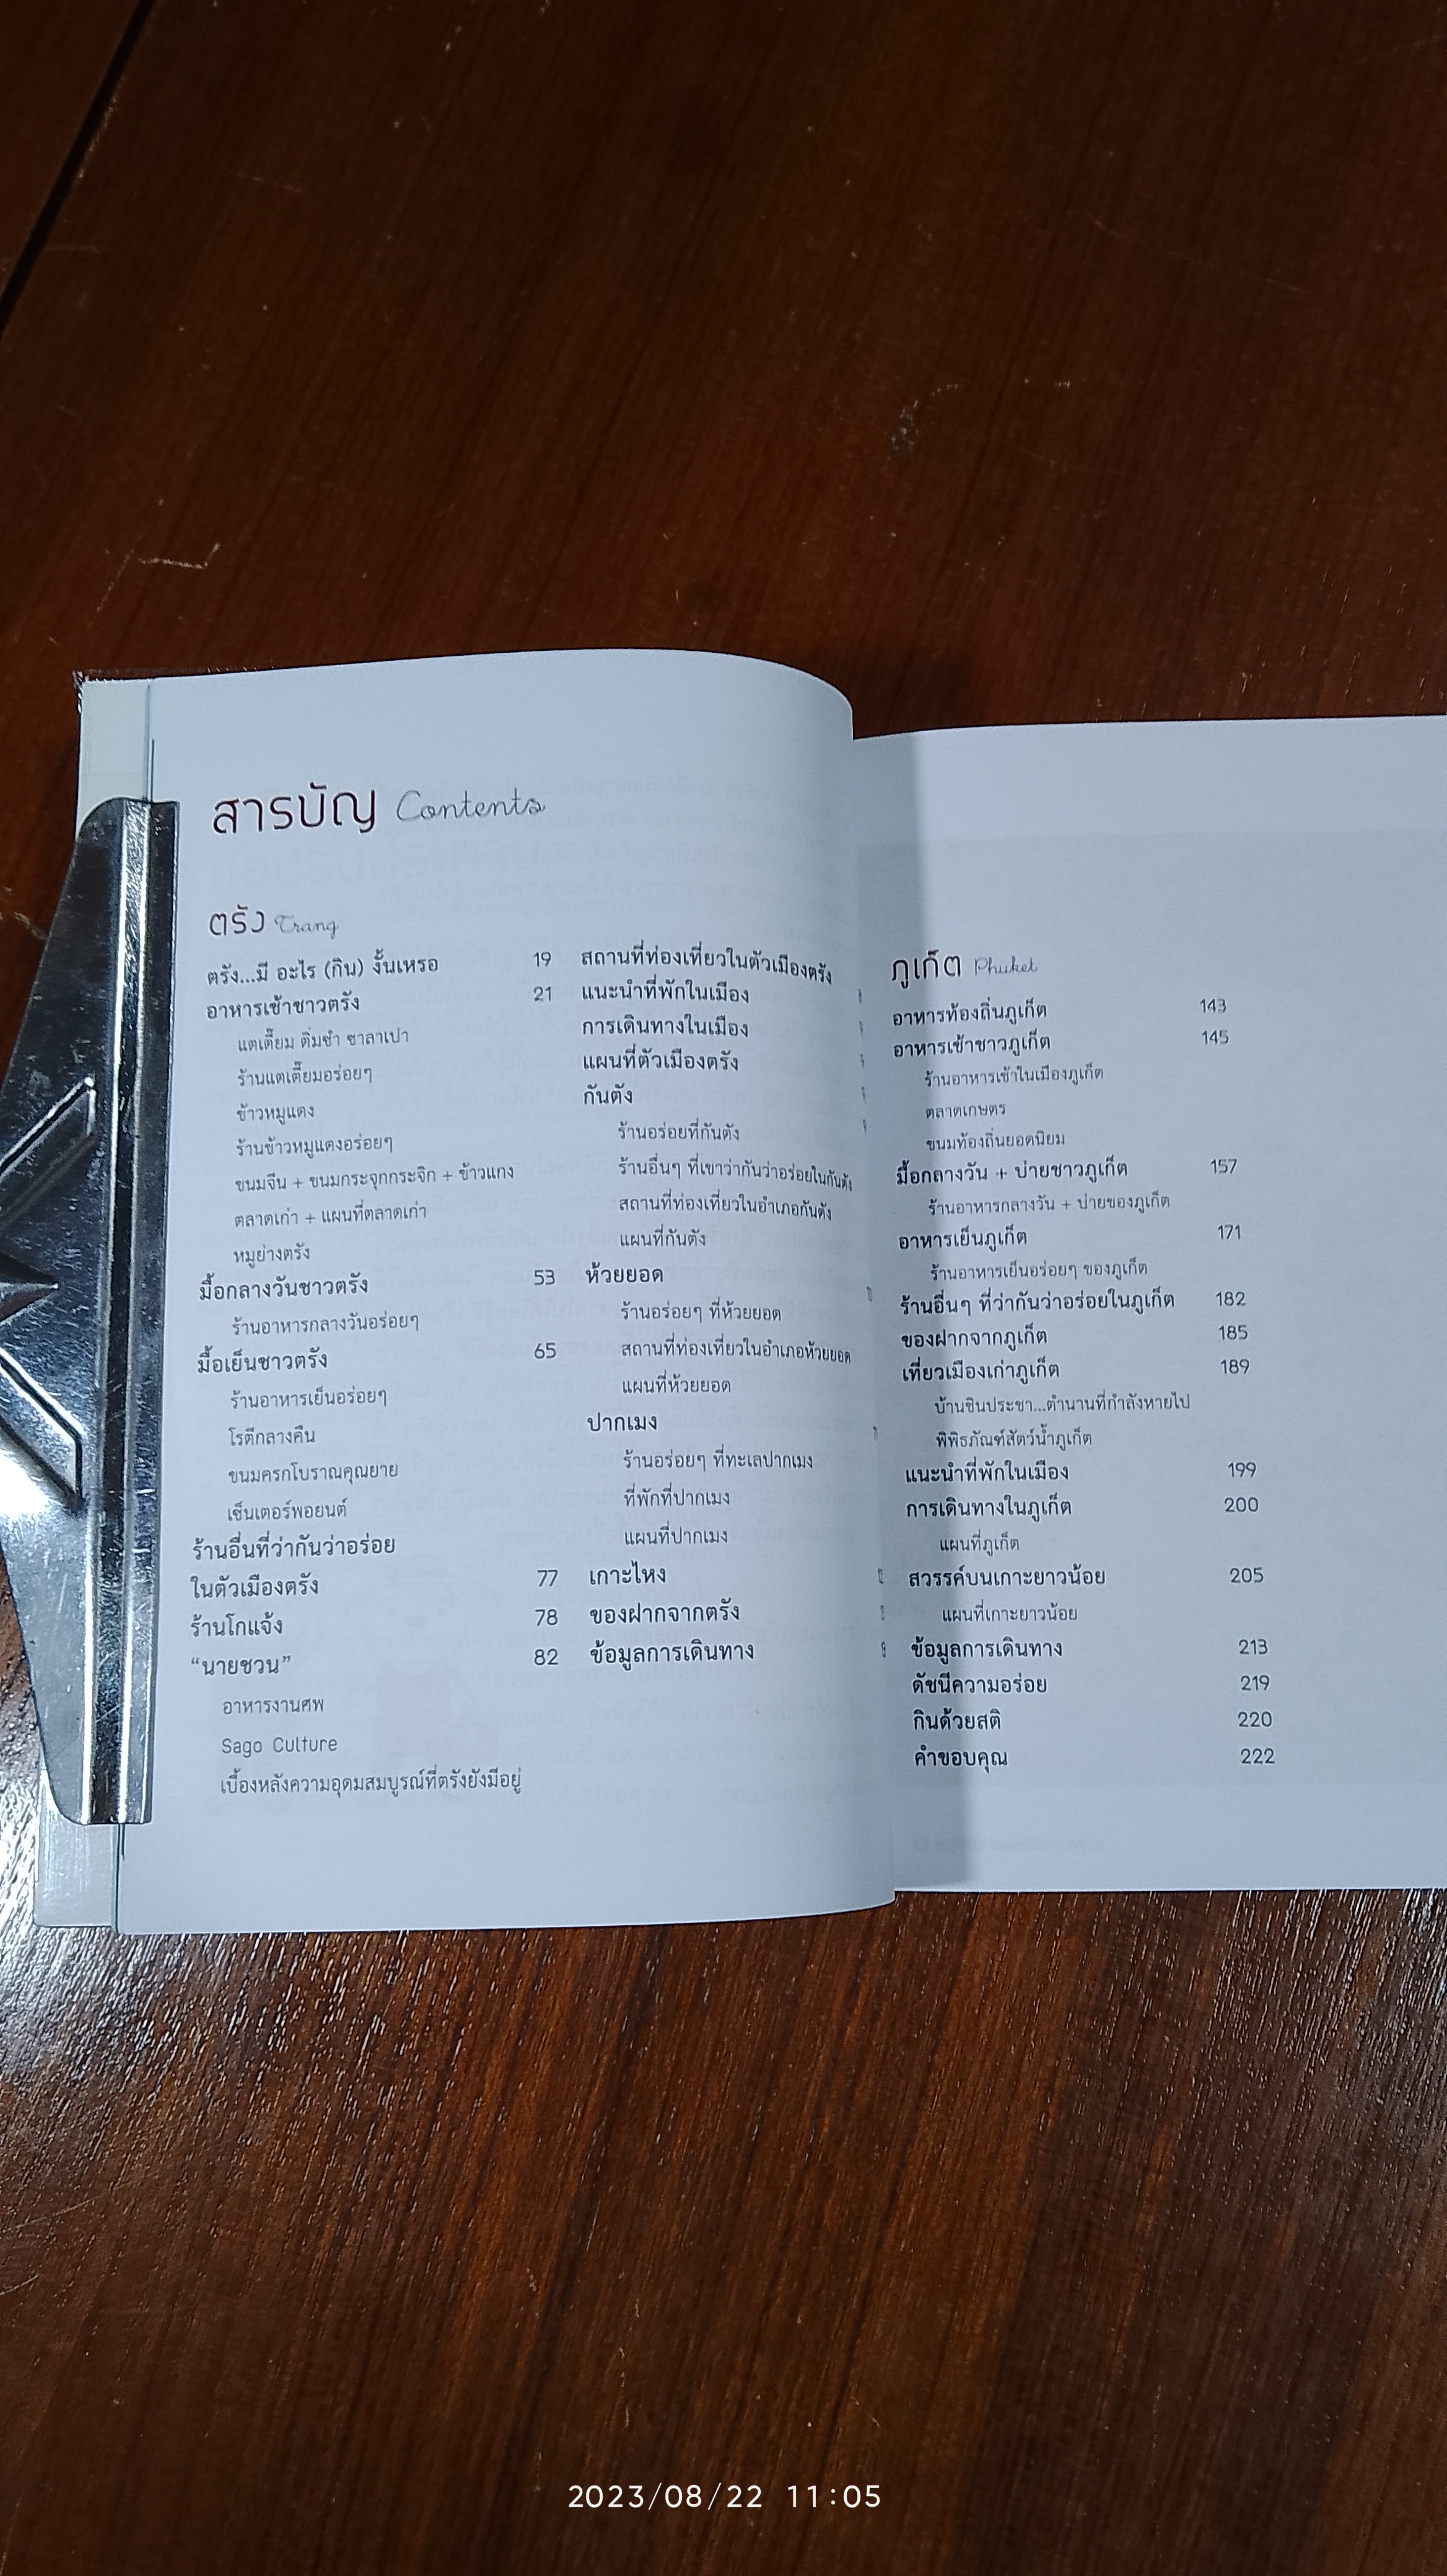 สารบัญ Contents
ตรัง Trang
ตรัง...มี อะไร (กิน) งั้นเหรอ 19
อาหารเช้าชาวตรัง 21
แตเตี๊ยม ติ่มซำ ซาลาเปา
ร้านแตเตี๊ยมอร่อยๆ
ข้าวหมูแดง
ร้านข้าวหมูแดงอร่อยๆ
ขนมจีน + ขนมกระจุกกระจิก + ข้าวแกง
ตลาดเก่า + แผนที่ตลาดเก่า
หมูย่างตรัง
มื้อกลางวันชาวตรัง 53
ร้านอาหารกลางวันอร่อยๆ
มื้อเย็นชาวตรัง 65
ร้านอาหารเย็นอร่อยๆ
โรตีกลางคืน
ขนมครกโบราณคุณยาย
เซ็นเตอร์พอยนต์
ร้านอื่นที่ว่ากันว่าอร่อย
ในตัวเมืองตรัง 77
ร้านโกแจ้ง 78
“นายชวน” 82
อาหารงานศพ
Sago Culture
เบื้องหลังความอุดมสมบูรณ์ที่ตรังยังมีอยู่
สถานที่ท่องเที่ยวในตัวเมืองตรัง
แนะนำที่พักในเมือง
การเดินทางในเมือง
แผนที่ตัวเมืองตรัง
กันตัง
ร้านอร่อยที่กันตัง
ร้านอื่นๆ ที่เขาว่ากันว่าอร่อยในกันตัง
สถานที่ท่องเที่ยวในอำเภอกันตัง
แผนที่กันตัง
ห้วยยอด
ร้านอร่อยๆ ที่ห้วยยอด
สถานที่ท่องเที่ยวในอำเภอห้วยยอด
แผนที่ห้วยยอด
ปากเมง
ร้านอร่อยๆ ที่ทะเลปากเมง
ที่พักที่ปากเมง
แผนที่ปากเมง
เกาะไหง
ของฝากจากตรัง
ข้อมูลการเดินทาง
ภูเก็ต Phuket
อาหารท้องถิ่นภูเก็ต 143
อาหารเช้าชาวภูเก็ต 145
ร้านอาหารเช้าในเมืองภูเก็ต
ตลาดเกษตร
ขนมท้องถิ่นยอดนิยม
มื้อกลางวัน + บ่ายชาวภูเก็ต 157
ร้านอาหารกลางวัน + บ่ายของภูเก็ต
อาหารเย็นภูเก็ต 171
ร้านอาหารเย็นอร่อยๆ ของภูเก็ต
ร้านอื่นๆ ที่ว่ากันว่าอร่อยในภูเก็ต 182
ของฝากจากภูเก็ต 185
เที่ยวเมืองเก่าภูเก็ต 189
บ้านชินประชา...ตำนานที่กำลังหายไป
พิพิธภัณฑ์สัตว์น้ำภูเก็ต
แนะนำที่พักในเมือง 199
การเดินทางในภูเก็ต 200
แผนที่ภูเก็ต
สวรรค์บนเกาะยาวน้อย 205
แผนที่เกาะยาวน้อย
ข้อมูลการเดินทาง 213
ดัชนีความอร่อย 219
กินด้วยสติ 220
คำขอบคุณ 222
2023/08/22 11:05